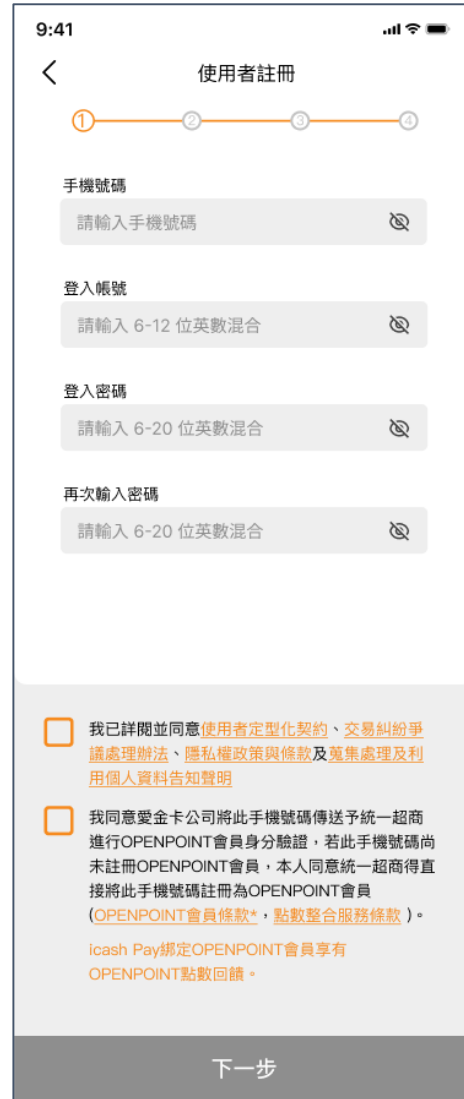 9:41
使用者註冊
1 2 3 4
手機號碼
請輸入手機號碼
登入帳號
請輸入 6-12 位英數混合
登入密碼
請輸入 6-20 位英數混合
再次輸入密碼
請輸入 6-20 位英數混合
我已詳閱並同意使用者定型化契約、交易糾紛爭
議處理辦法、隱私權政策與條款及蒐集處理及利
用個人資料告知聲明
我同意愛金卡公司將此手機號碼傳送予統一超商
進行OPENPOINT會員身分驗證，若此手機號碼尚
未註冊OPENPOINT會員，本人同意統一超商得直
接將此手機號碼註冊為OPENPOINT會員
(OPENPOINT會員條款*，點數整合服務條款 )。
icash Pay綁定OPENPOINT會員享有
OPENPOINT點數回饋。
下一步